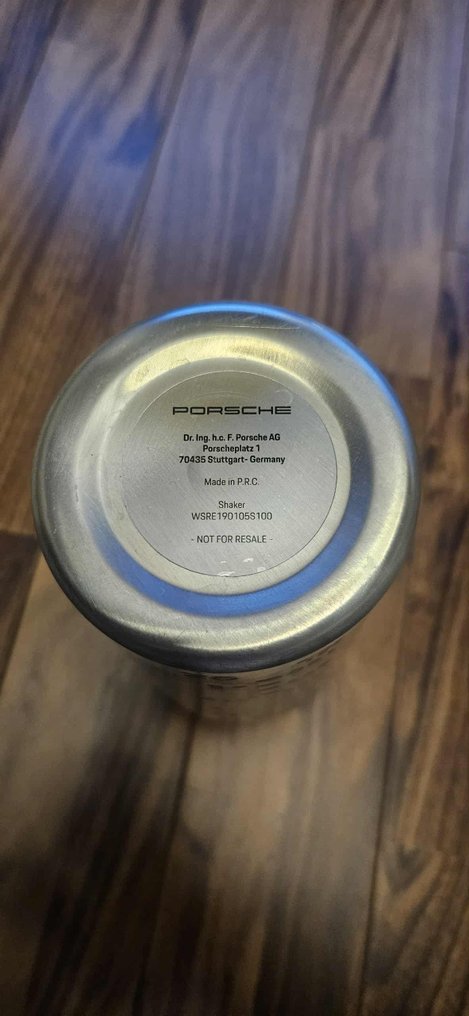 PORSCHE
Dr. Ing. h.c. F. Porsche AG
Porscheplatz 1
70435 Stuttgart- Germany
Made in P.R.C.
Shaker
WSRE190105S100
- NOT FOR RESALE -